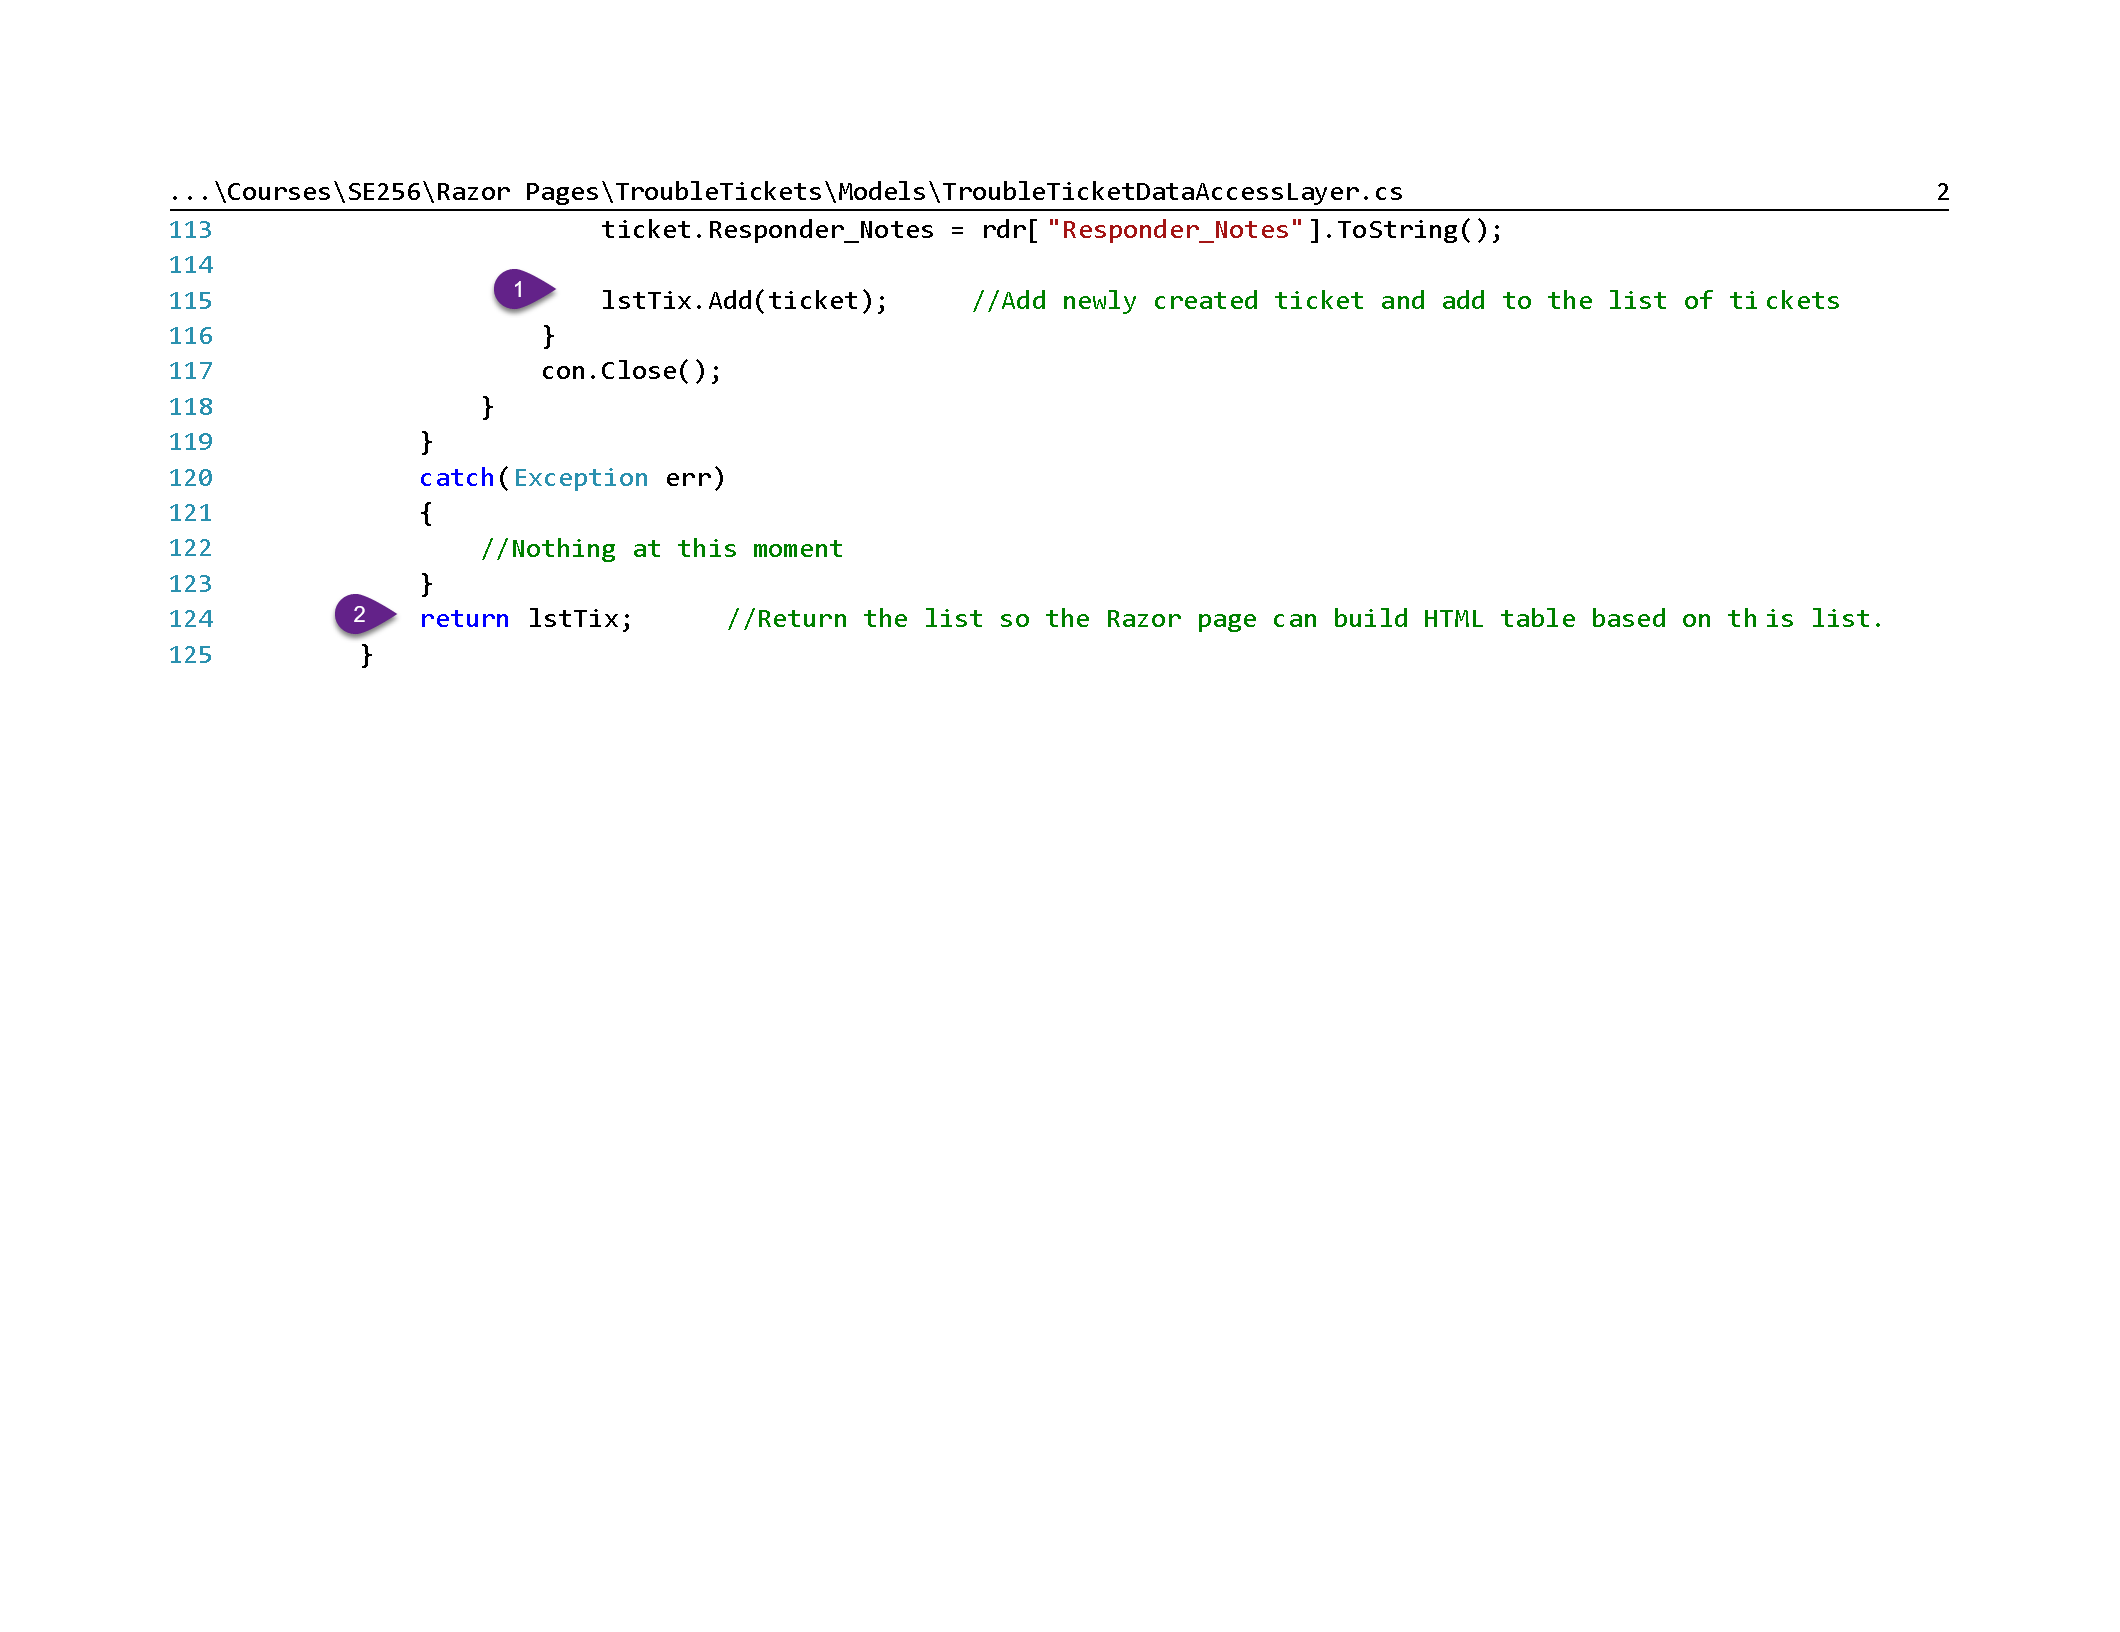 ...\Courses\SE256\Razor Pages\TroubleTickets\Models\TroubleTicketDataAccessLayer.cs 2
113 ticket.Responder_Notes = rdr["Responder_Notes"].ToString();
114
1
115 lstTix.Add(ticket); //Add newly created ticket and add to the list of tickets
116 }
117 con.Close();
118 }
119 }
120 catch(Exception err)
121 {
122 //Nothing at this moment
123 }
2
124 return lstTix; //Return the list so the Razor page can build HTML table based on this list.
125 }